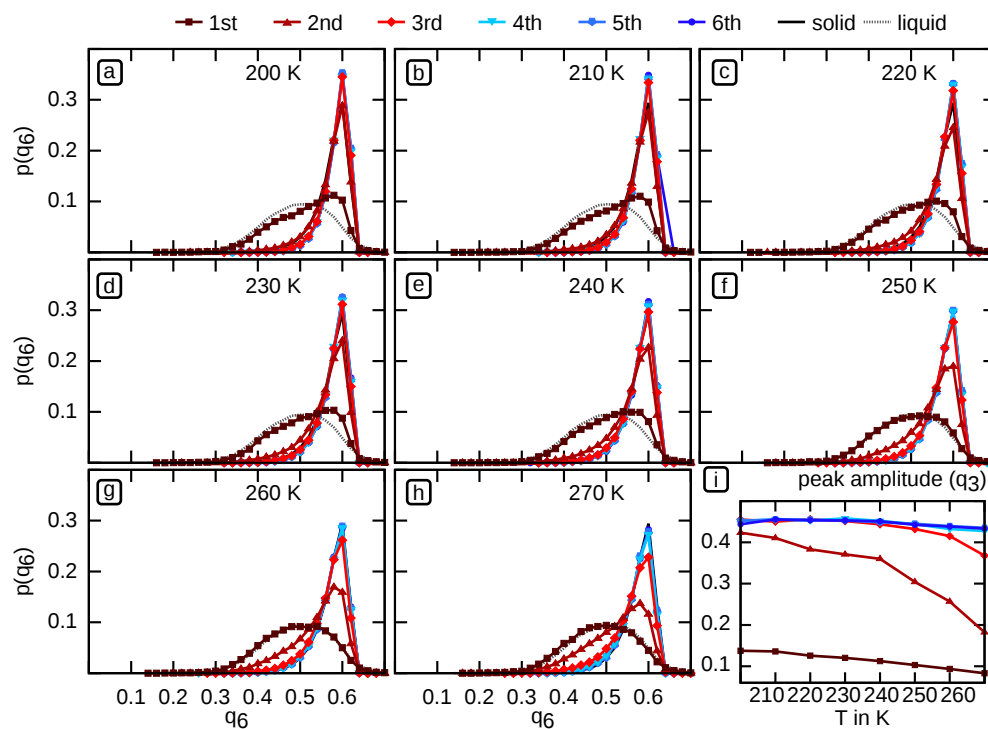 1st 2nd 3rd 4th 5th 6th solid liquid
a 200 K b 210 K c 220 K
0.3
0.2
0.1
p(q6)
d 230 K e 240 K f 250 K
0.3
0.2
0.1
p(q6)
g 260 K h 270 K i peak amplitude (q3)
0.3
0.2
0.1
p(q6)
0.4
0.3
0.2
0.1
0.1 0.2 0.3 0.4 0.5 0.6 0.1 0.2 0.3 0.4 0.5 0.6 210 220 230 240 250 260
q6 q6 T in K